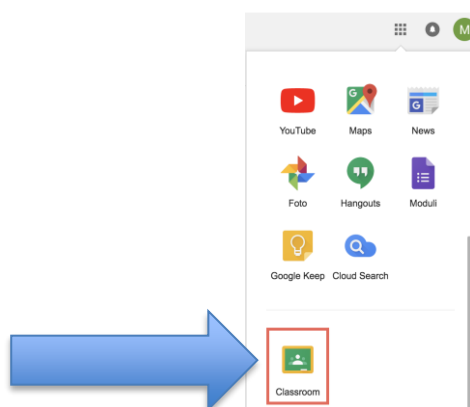 M
YouTube Maps News
Foto Hangouts Moduli
Google Keep Cloud Search
Classroom